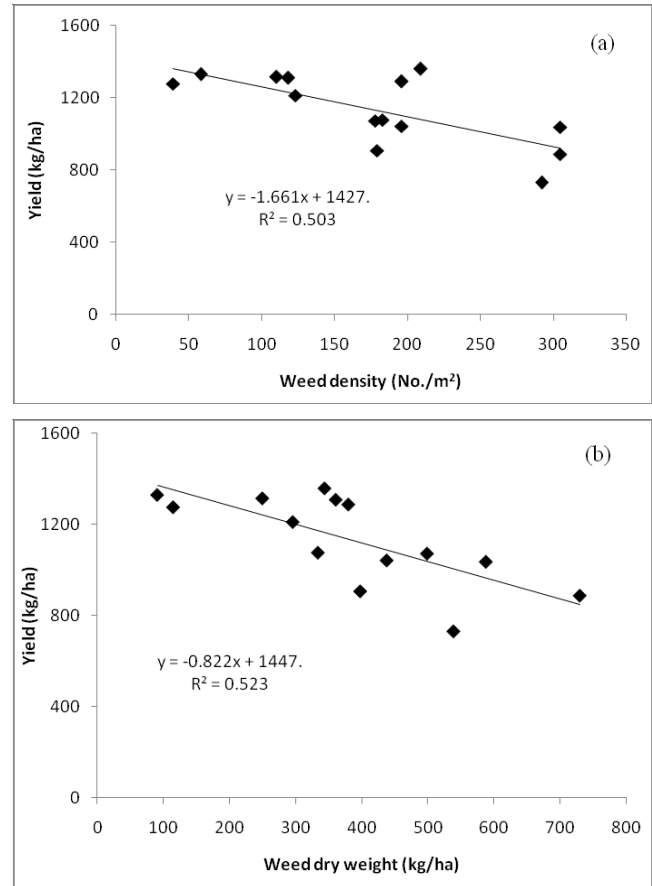 1600
(a)
1200
800
400
0
Yield (kg/ha)
y = -1.661x + 1427.
R² = 0.503
0 50 100 150 200 250 300 350
Weed density (No./m²)
1600
(b)
1200
800
400
0
Yield (kg/ha)
y = -0.822x + 1447.
R² = 0.523
0 100 200 300 400 500 600 700 800
Weed dry weight (kg/ha)